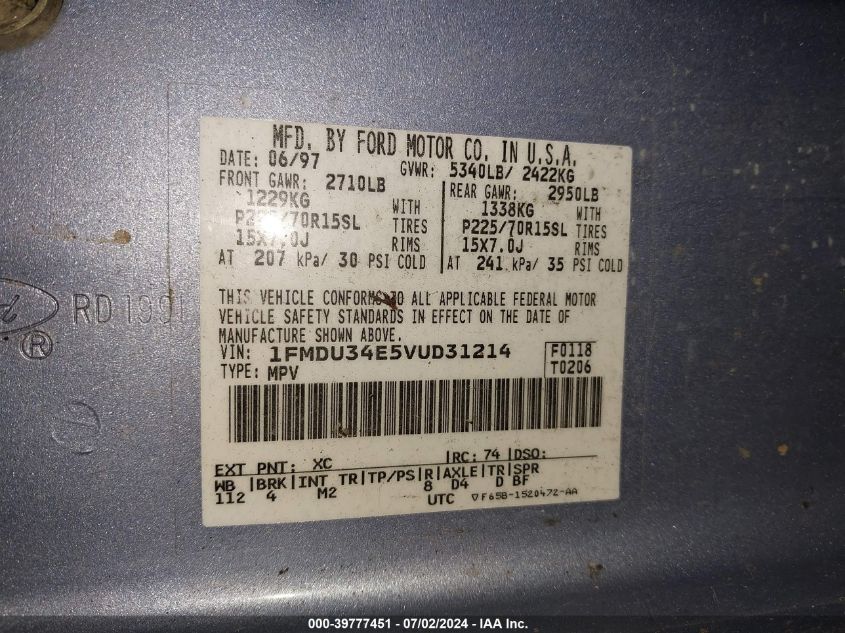 MFD. BY FORD MOTOR CO. IN U.S.A.
DATE: 06/97 GVWR: 5340LB/ 2422KG
FRONT GAWR: 2710LB REAR GAWR: 2950LB
1229KG WITH 1338KG WITH
P225/70R15SL TIRES P225/70R15SL TIRES
15X7.0J RIMS 15X7.0J RIMS
AT 207 kPa/ 30 PSI COLD AT 241 kPa/ 35 PSI COLD
THIS VEHICLE CONFORMS TO ALL APPLICABLE FEDERAL MOTOR
VEHICLE SAFETY STANDARDS IN EFFECT ON THE DATE OF
MANUFACTURE SHOWN ABOVE.
VIN: 1FMDU34E5VUD31214 F0118
TYPE: MPV T0206
EXT PNT: XC |RC: 74 |DSO:
WB |BRK|INT TR|TP/PS|R |AXLE|TR|SPR
112 4 M2 8 D4 D BF
UTC ▽F65B-1520472-AA
RD 1991
®
000-39777451 - 07/02/2024 - IAA Inc.